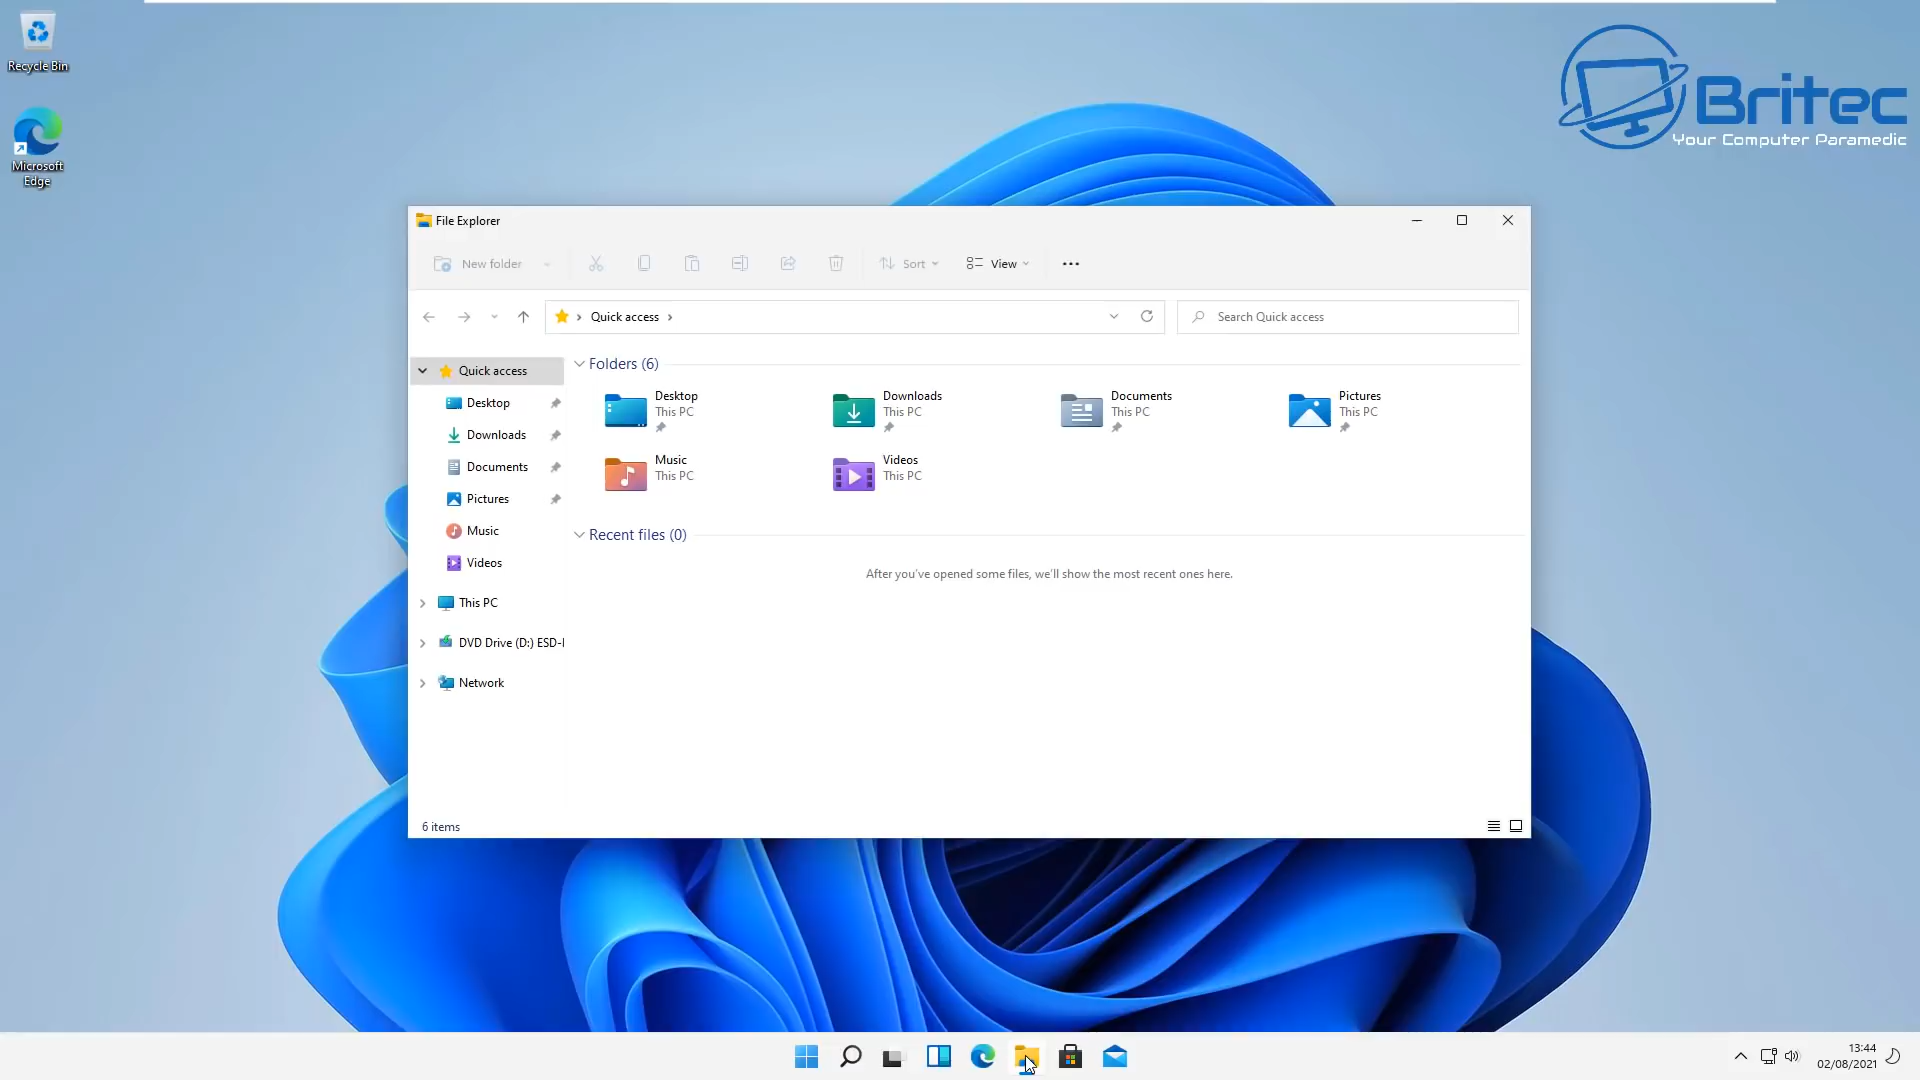 Recycle Bin
Microsoft
Edge
Britec
Your Computer Paramedic
File Explorer
New folder
Sort
View
Quick access
Search Quick access
Quick access
Desktop
Downloads
Documents
Pictures
Music
Videos
This PC
DVD Drive (D:) ESD-I
Network
Folders (6)
Desktop
This PC
Downloads
This PC
Documents
This PC
Pictures
This PC
Music
This PC
Videos
This PC
Recent files (0)
After you've opened some files, we'll show the most recent ones here.
6 items
13:44
02/08/2021